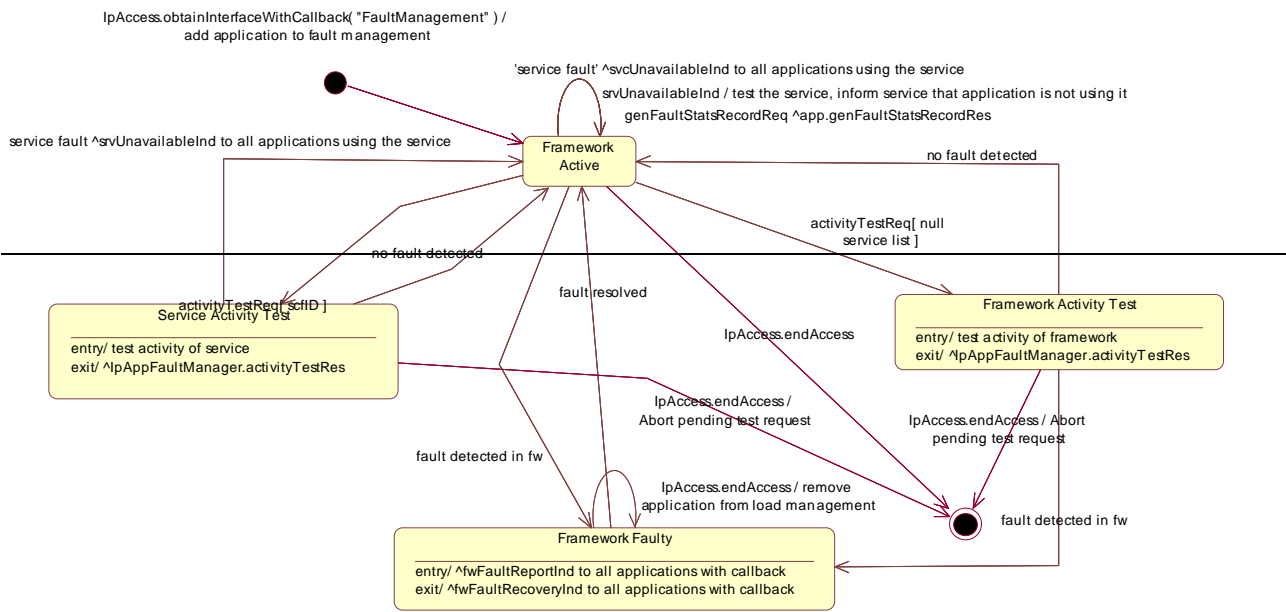 IpAccess.obtainInterfaceWithCallback( "FaultManagement" ) /
add application to fault management
'service fault' ^svcUnavailableInd to all applications using the service
srvUnavailableInd / test the service, inform service that application is not using it
genFaultStatsRecordReq ^app.genFaultStatsRecordRes
service fault ^srvUnavailableInd to all applications using the service
Framework
Active
no fault detected
activityTestReq[ null
service list ]
no fault detected
fault resolved
activityTestReq[ scfID ]
Service Activity Test
entry/ test activity of service
exit/ ^IpAppFaultManager.activityTestRes
Framework Activity Test
entry/ test activity of framework
exit/ ^IpAppFaultManager.activityTestRes
IpAccess.endAccess
IpAccess.endAccess /
Abort pending test request
IpAccess.endAccess / Abort
pending test request
fault detected in fw
IpAccess.endAccess / remove
application from load management
fault detected in fw
Framework Faulty
entry/ ^fwFaultReportInd to all applications with callback
exit/ ^fwFaultRecoveryInd to all applications with callback